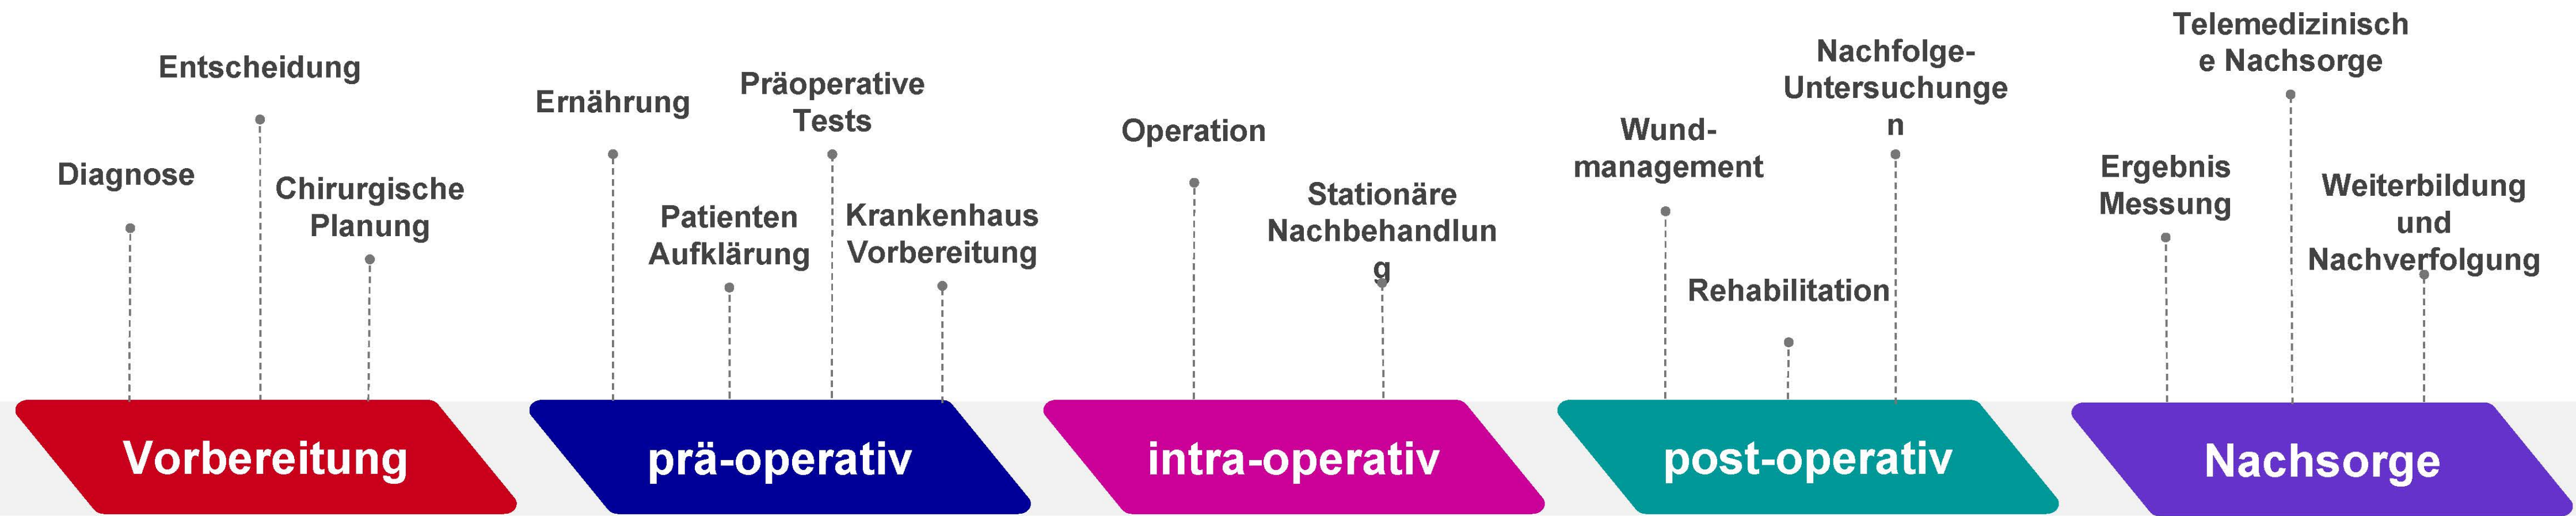 Diagnose
Entscheidung
Chirurgische
Planung
Ernährung
Patienten
Aufklärung
Präoperative
Tests
Krankenhaus
Vorbereitung
Operation
Stationäre
Nachbehandlun
g
Wund-
management
Rehabilitation
Nachfolge-
Untersuchunge
n
Ergebnis
Messung
Telemedizinisch
e Nachsorge
Weiterbildung
und
Nachverfolgung
Vorbereitung
prä-operativ
intra-operativ
post-operativ
Nachsorge